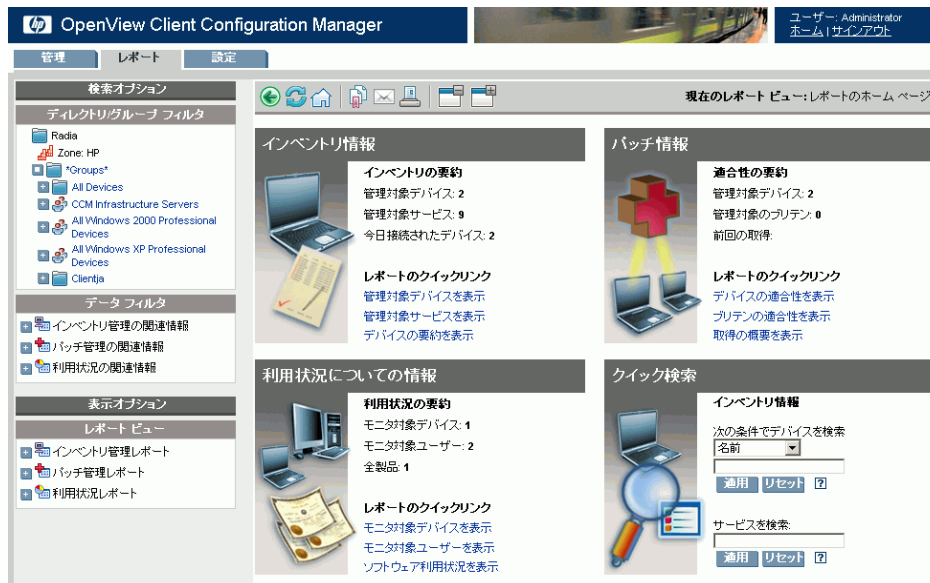 hp OpenView Client Configuration Manager
ユーザー: Administrator
ホーム | サインアウト
管理 レポート 設定
検索オプション
ディレクトリ/グループ フィルタ
Radia
Zone: HP
*Groups*
All Devices
CCM Infrastructure Servers
All Windows 2000 Professional
Devices
All Windows XP Professional
Devices
Clientja
データ フィルタ
インベントリ管理の関連情報
パッチ管理の関連情報
利用状況の関連情報
表示オプション
レポート ビュー
インベントリ管理レポート
パッチ管理レポート
利用状況レポート
現在のレポート ビュー: レポートのホーム ページ
インベントリ情報
インベントリの要約
管理対象デバイス: 2
管理対象サービス: 9
今日接続されたデバイス: 2
レポートのクイックリンク
管理対象デバイスを表示
管理対象サービスを表示
デバイスの要約を表示
パッチ情報
適合性の要約
管理対象デバイス: 2
管理対象のブリテン: 0
前回の取得:
レポートのクイックリンク
デバイスの適合性を表示
ブリテンの適合性を表示
取得の概要を表示
利用状況についての情報
利用状況の要約
モニタ対象デバイス: 1
モニタ対象ユーザー: 2
全製品: 1
レポートのクイックリンク
モニタ対象デバイスを表示
モニタ対象ユーザーを表示
ソフトウェア利用状況を表示
クイック検索
インベントリ情報
次の条件でデバイスを検索
名前
適用 リセット ?
サービスを検索:
適用 リセット ?